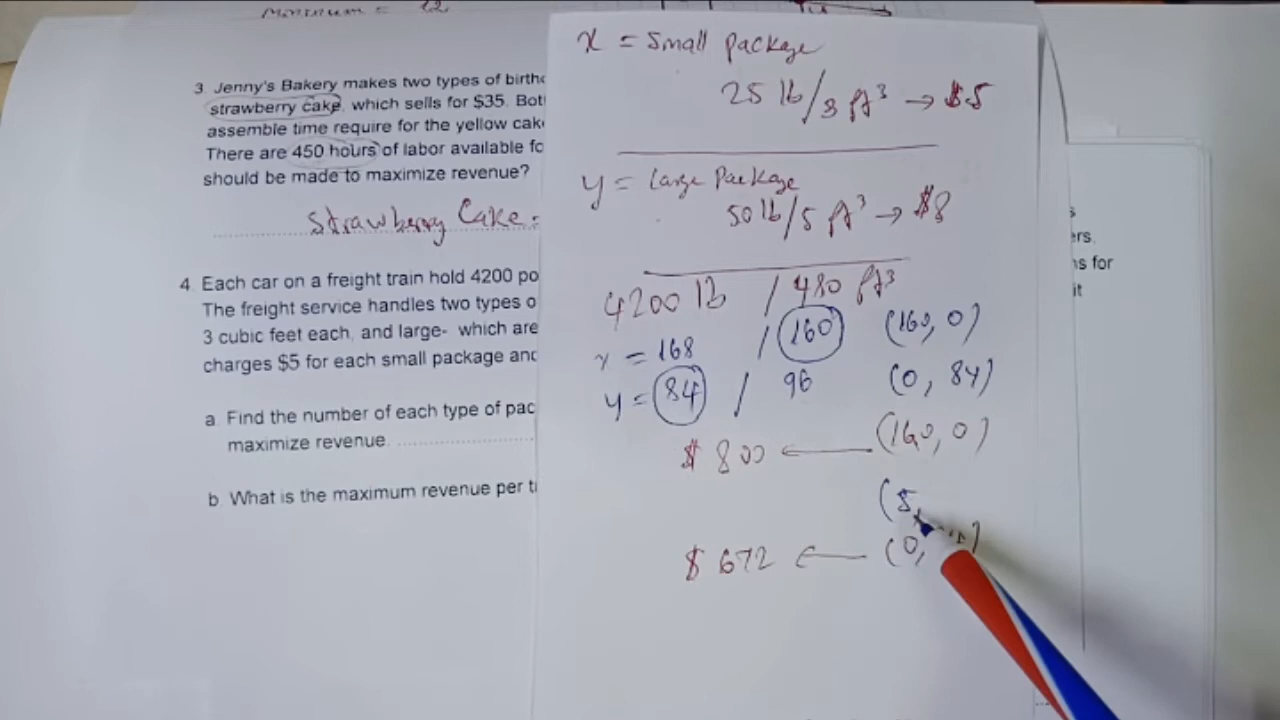 Minimum = 12
3. Jenny's Bakery makes two types of birth
strawberry cake, which sells for $35. Bot
assemble time require for the yellow cak
There are 450 hours of labor available fo
should be made to maximize revenue?
Strawberry Cake =
4 Each car on a freight train hold 4200 po
The freight service handles two types o
3 cubic feet each, and large- which are
charges $5 for each small package and
a. Find the number of each type of pac
maximize revenue.
b What is the maximum revenue per t
x = Small package
25 lb/3 ft³ → $5
y = Large Package
50 lb/5 ft³ → $8
4200 lb / 480 ft³
x = 168 / 160 (160, 0)
y = 84 / 96 (0, 84)
$ 800 ← (160, 0)
(8,
$ 672 ← (0,
s
ers.
s for
it